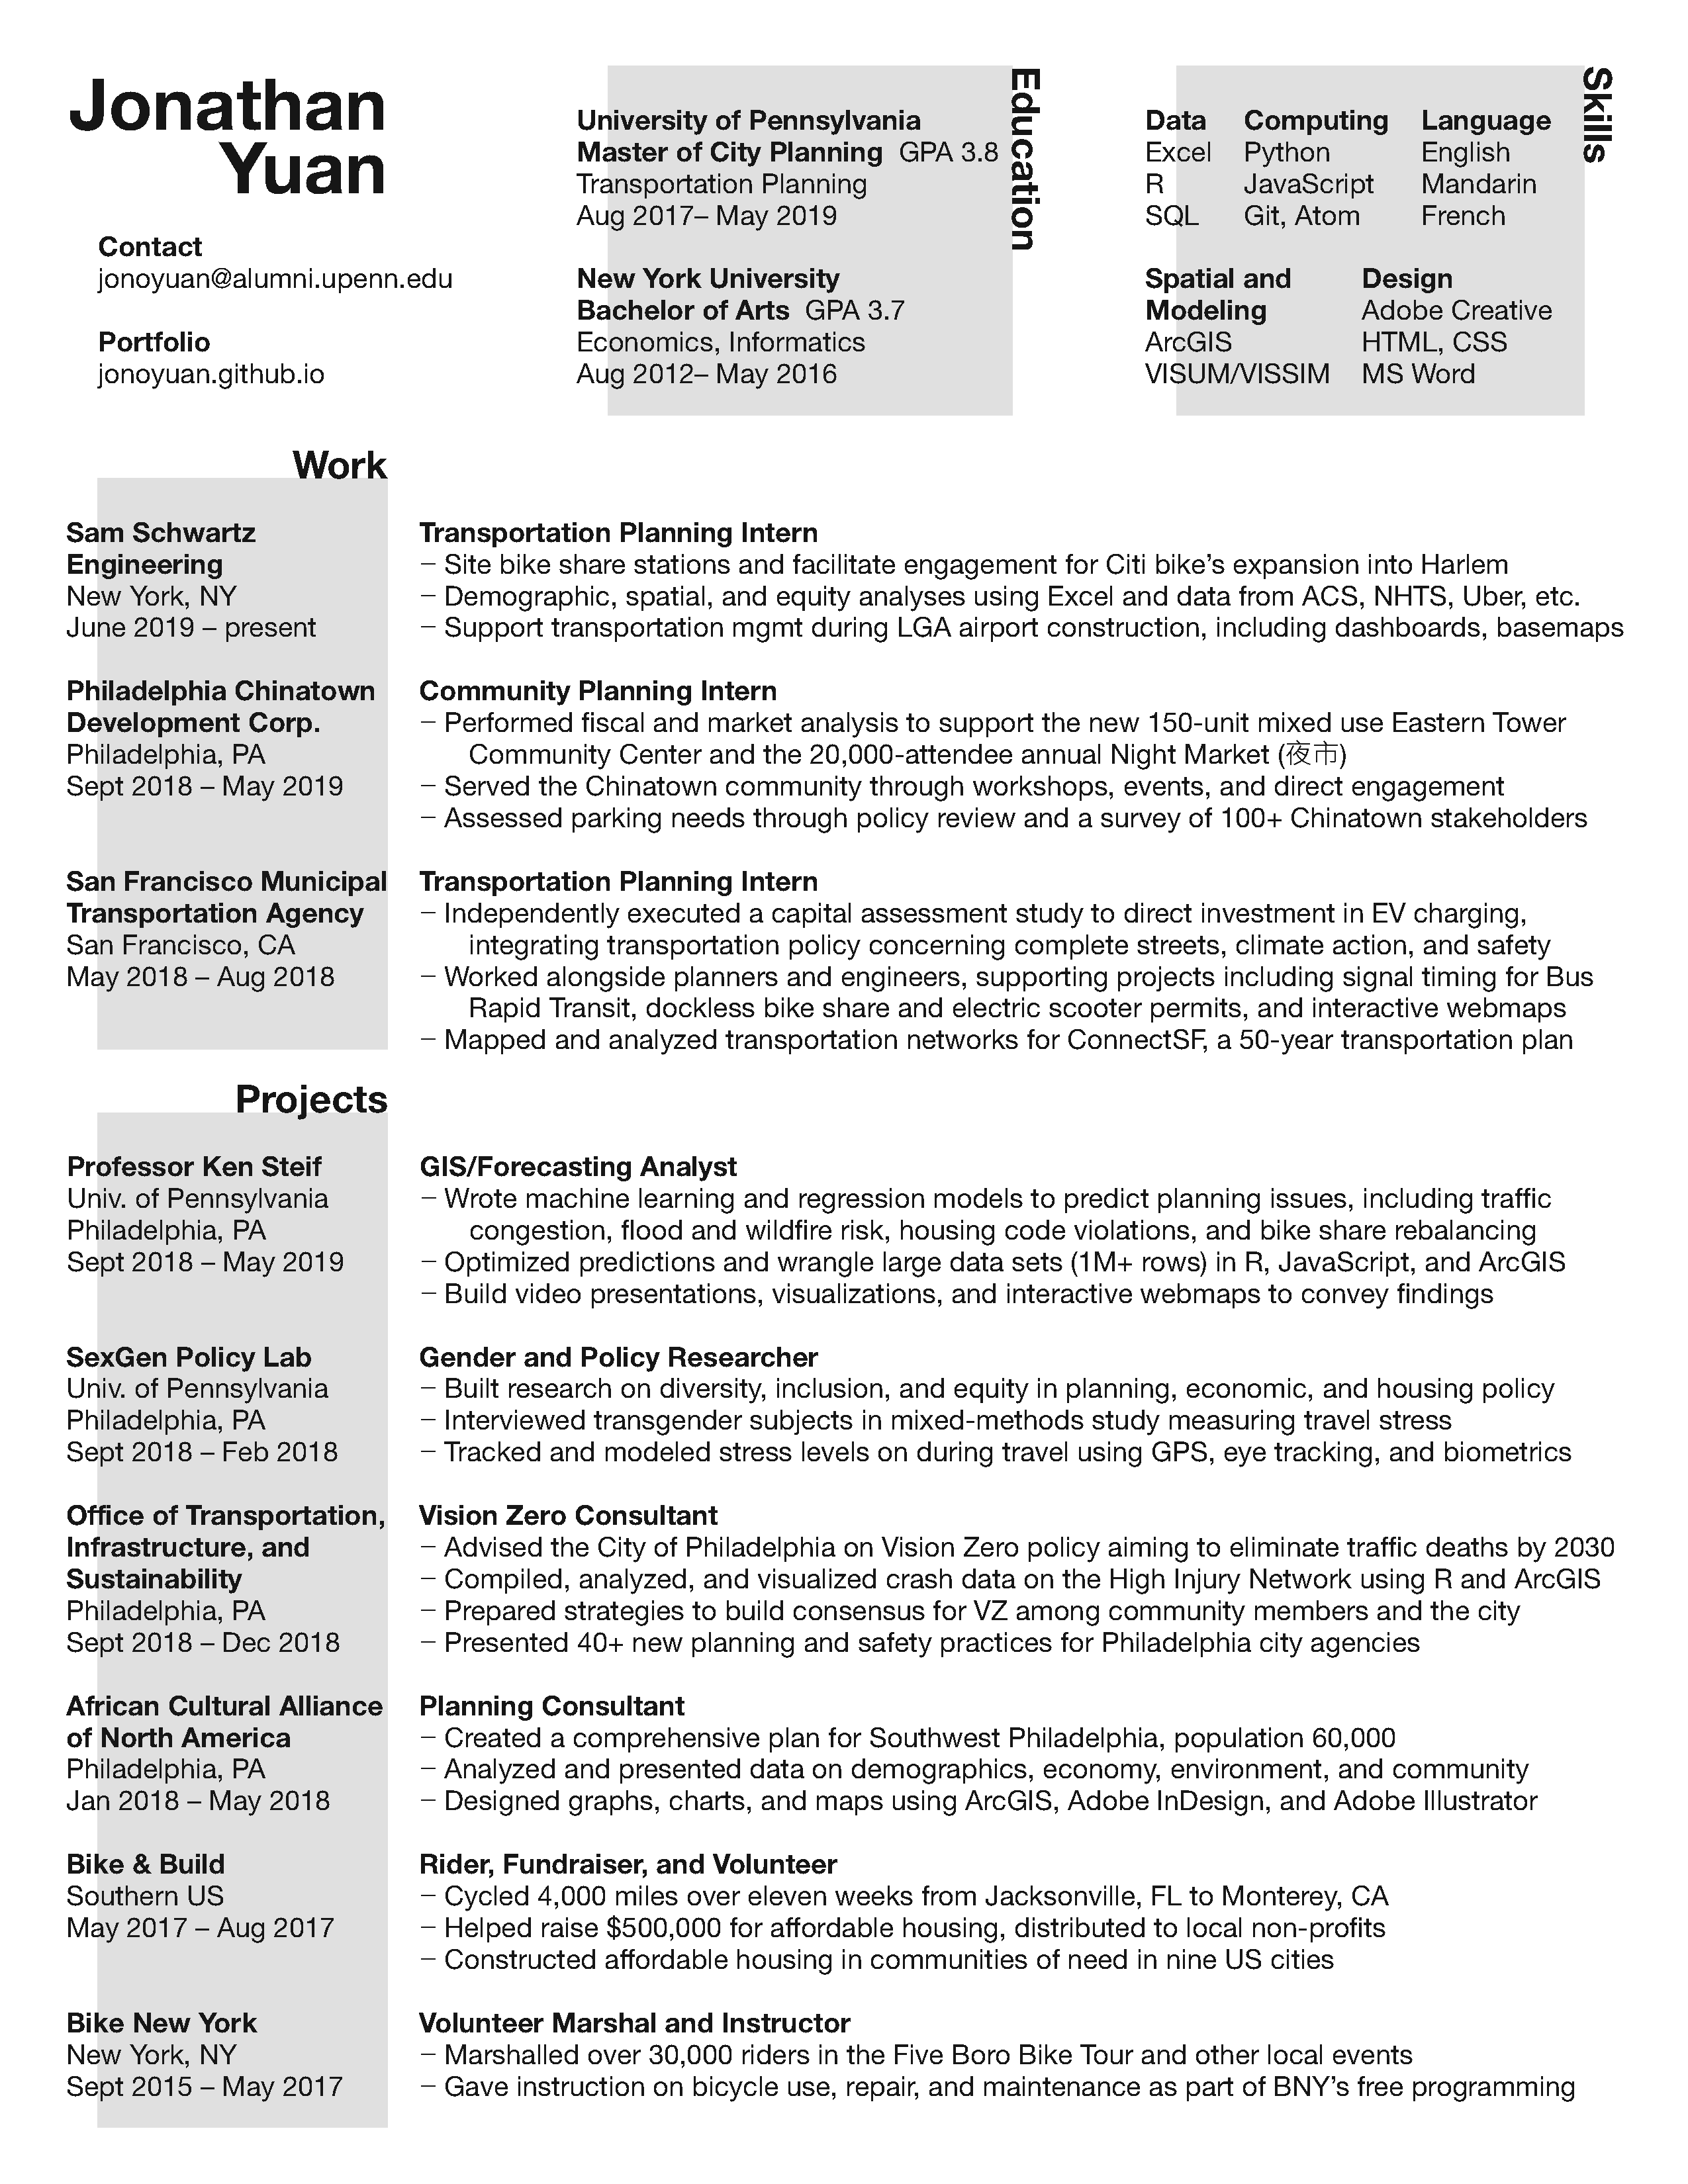 Jonathan
Yuan
Contact
jonoyuan@alumni.upenn.edu
Portfolio
jonoyuan.github.io
Education
University of Pennsylvania
Master of City Planning GPA 3.8
Transportation Planning
Aug 2017– May 2019
New York University
Bachelor of Arts GPA 3.7
Economics, Informatics
Aug 2012– May 2016
Skills
Data
Excel
R
SQL
Computing
Python
JavaScript
Git, Atom
Language
English
Mandarin
French
Spatial and
Modeling
ArcGIS
VISUM/VISSIM
Design
Adobe Creative
HTML, CSS
MS Word
Work
Sam Schwartz
Engineering
New York, NY
June 2019 – present
Transportation Planning Intern
– Site bike share stations and facilitate engagement for Citi bike’s expansion into Harlem
– Demographic, spatial, and equity analyses using Excel and data from ACS, NHTS, Uber, etc.
– Support transportation mgmt during LGA airport construction, including dashboards, basemaps
Philadelphia Chinatown
Development Corp.
Philadelphia, PA
Sept 2018 – May 2019
Community Planning Intern
– Performed fiscal and market analysis to support the new 150-unit mixed use Eastern Tower
Community Center and the 20,000-attendee annual Night Market (夜市)
– Served the Chinatown community through workshops, events, and direct engagement
– Assessed parking needs through policy review and a survey of 100+ Chinatown stakeholders
San Francisco Municipal
Transportation Agency
San Francisco, CA
May 2018 – Aug 2018
Transportation Planning Intern
– Independently executed a capital assessment study to direct investment in EV charging,
integrating transportation policy concerning complete streets, climate action, and safety
– Worked alongside planners and engineers, supporting projects including signal timing for Bus
Rapid Transit, dockless bike share and electric scooter permits, and interactive webmaps
– Mapped and analyzed transportation networks for ConnectSF, a 50-year transportation plan
Projects
Professor Ken Steif
Univ. of Pennsylvania
Philadelphia, PA
Sept 2018 – May 2019
GIS/Forecasting Analyst
– Wrote machine learning and regression models to predict planning issues, including traffic
congestion, flood and wildfire risk, housing code violations, and bike share rebalancing
– Optimized predictions and wrangle large data sets (1M+ rows) in R, JavaScript, and ArcGIS
– Build video presentations, visualizations, and interactive webmaps to convey findings
SexGen Policy Lab
Univ. of Pennsylvania
Philadelphia, PA
Sept 2018 – Feb 2018
Gender and Policy Researcher
– Built research on diversity, inclusion, and equity in planning, economic, and housing policy
– Interviewed transgender subjects in mixed-methods study measuring travel stress
– Tracked and modeled stress levels on during travel using GPS, eye tracking, and biometrics
Office of Transportation,
Infrastructure, and
Sustainability
Philadelphia, PA
Sept 2018 – Dec 2018
Vision Zero Consultant
– Advised the City of Philadelphia on Vision Zero policy aiming to eliminate traffic deaths by 2030
– Compiled, analyzed, and visualized crash data on the High Injury Network using R and ArcGIS
– Prepared strategies to build consensus for VZ among community members and the city
– Presented 40+ new planning and safety practices for Philadelphia city agencies
African Cultural Alliance
of North America
Philadelphia, PA
Jan 2018 – May 2018
Planning Consultant
– Created a comprehensive plan for Southwest Philadelphia, population 60,000
– Analyzed and presented data on demographics, economy, environment, and community
– Designed graphs, charts, and maps using ArcGIS, Adobe InDesign, and Adobe Illustrator
Bike & Build
Southern US
May 2017 – Aug 2017
Rider, Fundraiser, and Volunteer
– Cycled 4,000 miles over eleven weeks from Jacksonville, FL to Monterey, CA
– Helped raise $500,000 for affordable housing, distributed to local non-profits
– Constructed affordable housing in communities of need in nine US cities
Bike New York
New York, NY
Sept 2015 – May 2017
Volunteer Marshal and Instructor
– Marshalled over 30,000 riders in the Five Boro Bike Tour and other local events
– Gave instruction on bicycle use, repair, and maintenance as part of BNY’s free programming